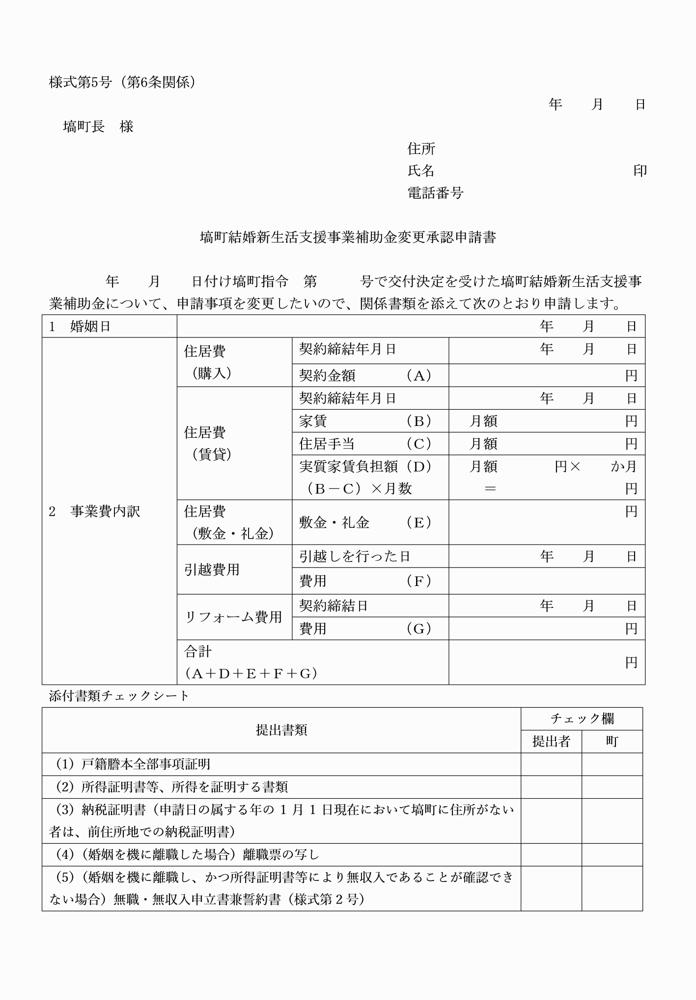 様式第5号（第6条関係）
年　　月　　日
塙町長　様
住所
氏名　　　　　　　　　　　　　　印
電話番号
塙町結婚新生活支援事業補助金変更承認申請書
年　　月　　日付け塙町指令　第　　　号で交付決定を受けた塙町結婚新生活支援事
業補助金について、申請事項を変更したいので、関係書類を添えて次のとおり申請します。
1　婚姻日　　年　　月　　日
2　事業費内訳
住居費
（購入）
契約締結年月日　　年　　月　　日
契約金額　　　（A）　　円
住居費
（賃貸）
契約締結年月日　　年　　月　　日
家賃　　　　　（B）　月額　　円
住居手当　　　（C）　月額　　円
実質家賃負担額（D）　月額　　円×　　か月
（B－C）×月数　　＝　　円
住居費
（敷金・礼金）
敷金・礼金　　（E）　　円
引越費用
引越しを行った日　　年　　月　　日
費用　　　　　（F）
リフォーム費用
契約締結日　　年　　月　　日
費用　　　　　（G）　　円
合計
（A＋D＋E＋F＋G）
円
添付書類チェックシート
提出書類
チェック欄
提出者　町
（1）戸籍謄本全部事項証明
（2）所得証明書等、所得を証明する書類
（3）納税証明書（申請日の属する年の１月１日現在において塙町に住所がない
者は、前住所地での納税証明書）
（4）（婚姻を機に離職した場合）離職票の写し
（5）（婚姻を機に離職し、かつ所得証明書等により無収入であることが確認でき
ない場合）無職・無収入申立書兼誓約書（様式第２号）